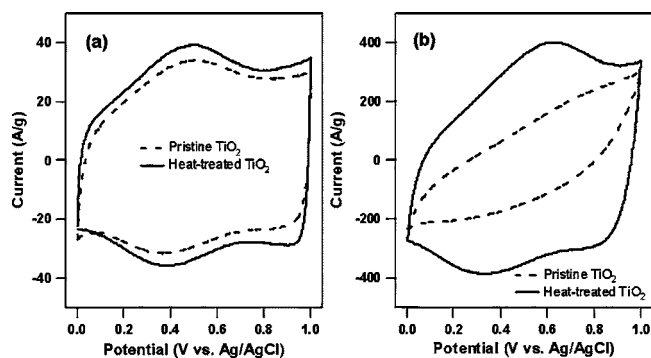 (a)
Current (A/g)
40
20
0
-20
-40
Pristine TiO2
Heat-treated TiO2
0.0 0.2 0.4 0.6 0.8 1.0
Potential (V vs. Ag/AgCl)
(b)
Current (A/g)
400
200
0
-200
-400
Pristine TiO2
Heat-treated TiO2
0.0 0.2 0.4 0.6 0.8 1.0
Potential (V vs. Ag/AgCl)